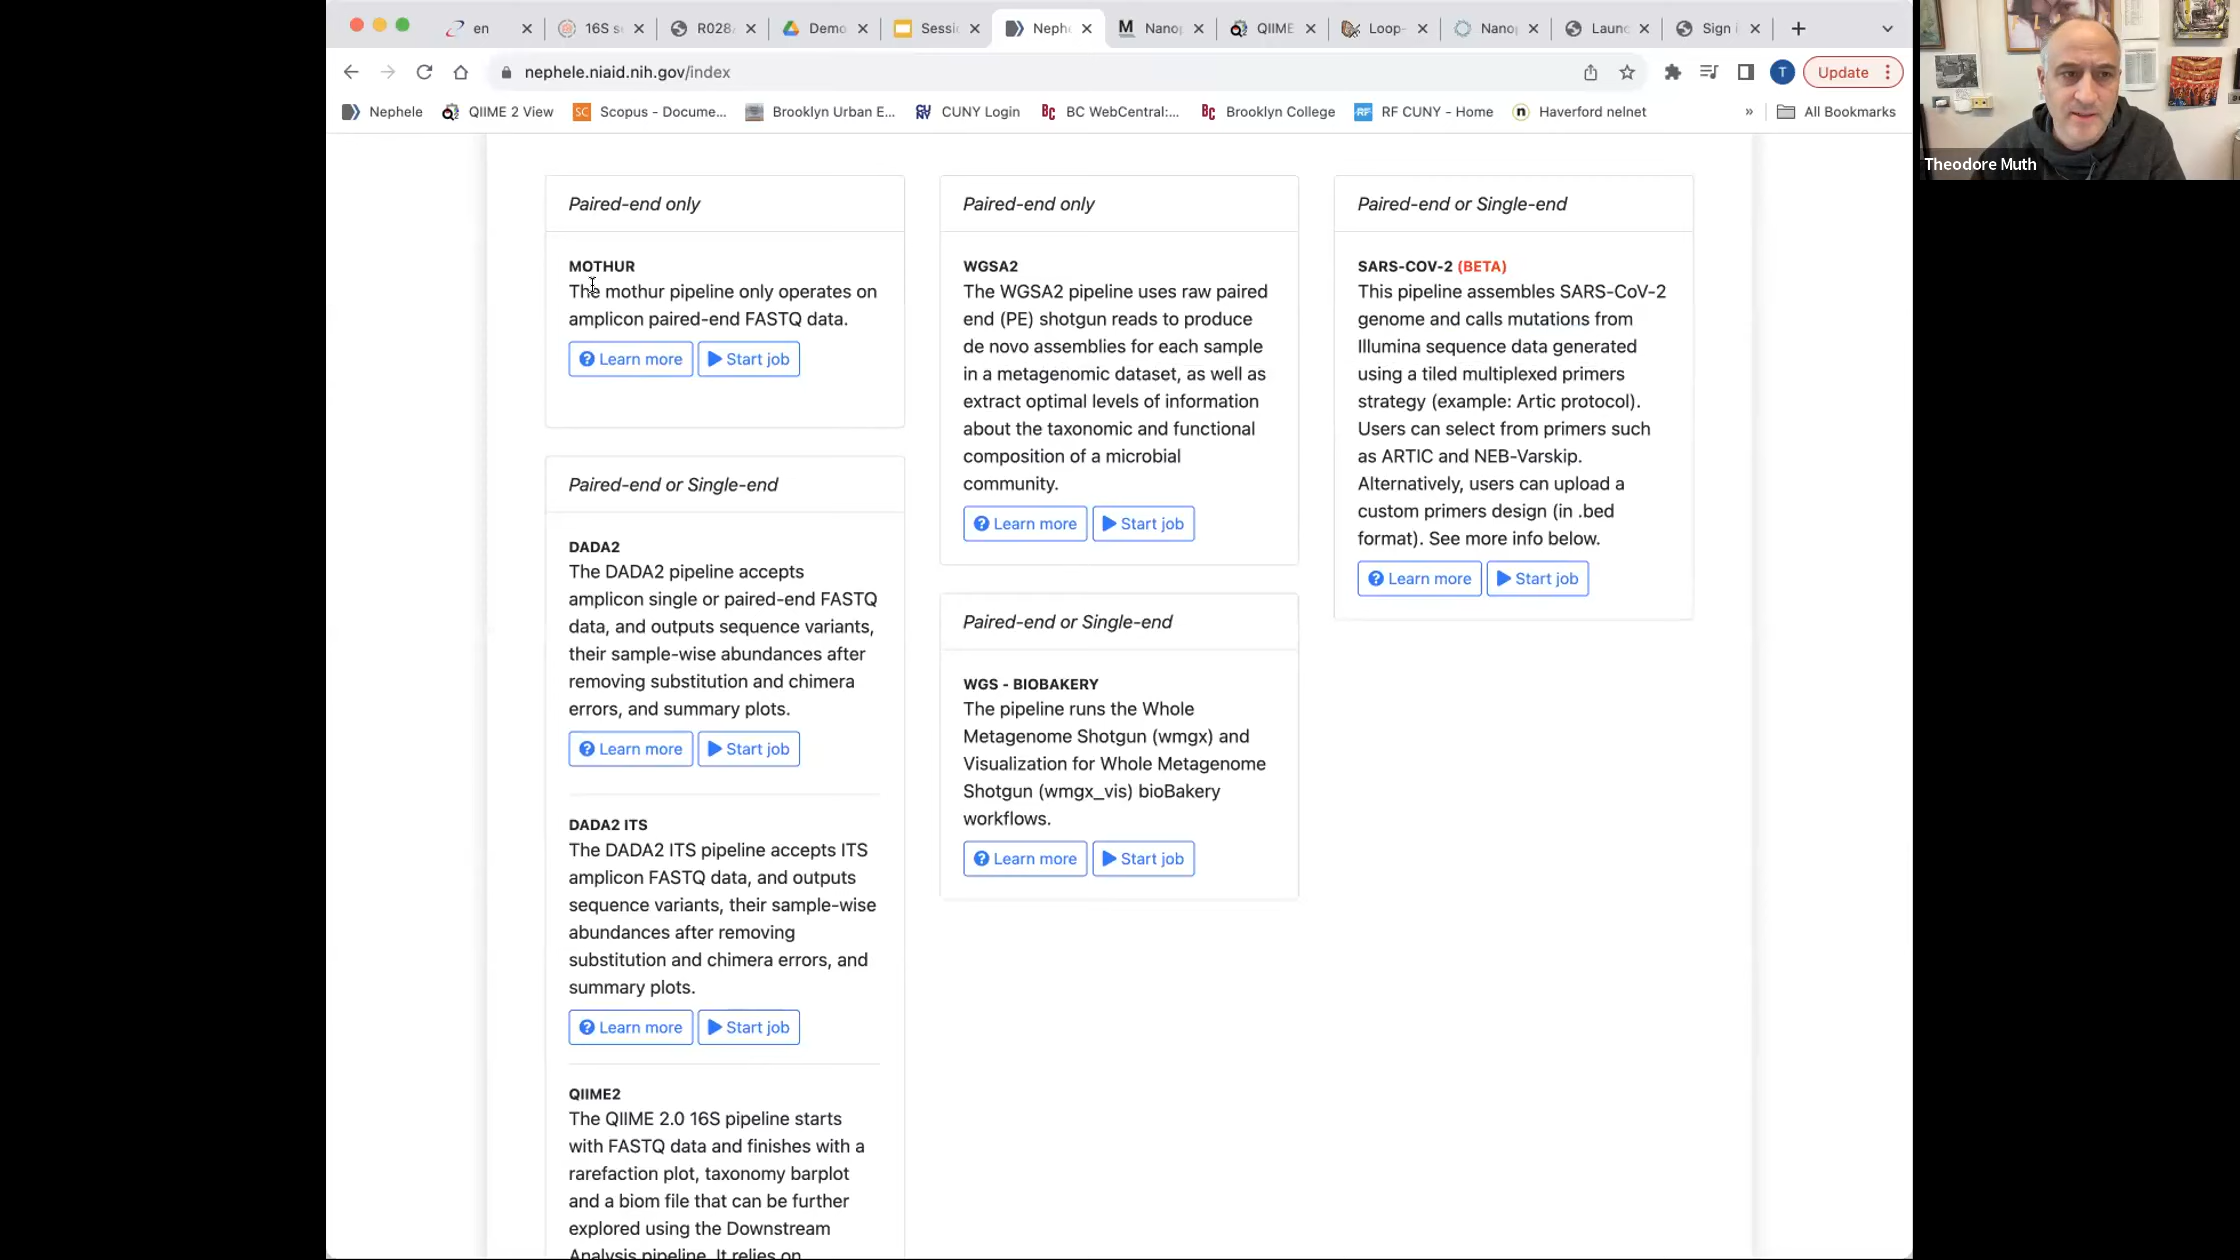 en
16S s
R028
Demo
Sessi
Neph
Nano
QIIME
Loop-
Nano
Laun
Sign i
nephele.niaid.nih.gov/index
Update
Nephele
QIIME 2 View
SC Scopus - Docume...
Brooklyn Urban E...
CUNY Login
BC WebCentral:...
Brooklyn College
RF CUNY - Home
Haverford nelnet
»
All Bookmarks
T
Theodore Muth
Paired-end only
MOTHUR
The mothur pipeline only operates on
amplicon paired-end FASTQ data.
Learn more
Start job
Paired-end or Single-end
DADA2
The DADA2 pipeline accepts
amplicon single or paired-end FASTQ
data, and outputs sequence variants,
their sample-wise abundances after
removing substitution and chimera
errors, and summary plots.
Learn more
Start job
DADA2 ITS
The DADA2 ITS pipeline accepts ITS
amplicon FASTQ data, and outputs
sequence variants, their sample-wise
abundances after removing
substitution and chimera errors, and
summary plots.
Learn more
Start job
QIIME2
The QIIME 2.0 16S pipeline starts
with FASTQ data and finishes with a
rarefaction plot, taxonomy barplot
and a biom file that can be further
explored using the Downstream
Analysis pipeline. It relies on
Paired-end only
WGSA2
The WGSA2 pipeline uses raw paired
end (PE) shotgun reads to produce
de novo assemblies for each sample
in a metagenomic dataset, as well as
extract optimal levels of information
about the taxonomic and functional
composition of a microbial
community.
Learn more
Start job
Paired-end or Single-end
WGS - BIOBAKERY
The pipeline runs the Whole
Metagenome Shotgun (wmgx) and
Visualization for Whole Metagenome
Shotgun (wmgx_vis) bioBakery
workflows.
Learn more
Start job
Paired-end or Single-end
SARS-COV-2 (BETA)
This pipeline assembles SARS-CoV-2
genome and calls mutations from
Illumina sequence data generated
using a tiled multiplexed primers
strategy (example: Artic protocol).
Users can select from primers such
as ARTIC and NEB-Varskip.
Alternatively, users can upload a
custom primers design (in .bed
format). See more info below.
Learn more
Start job